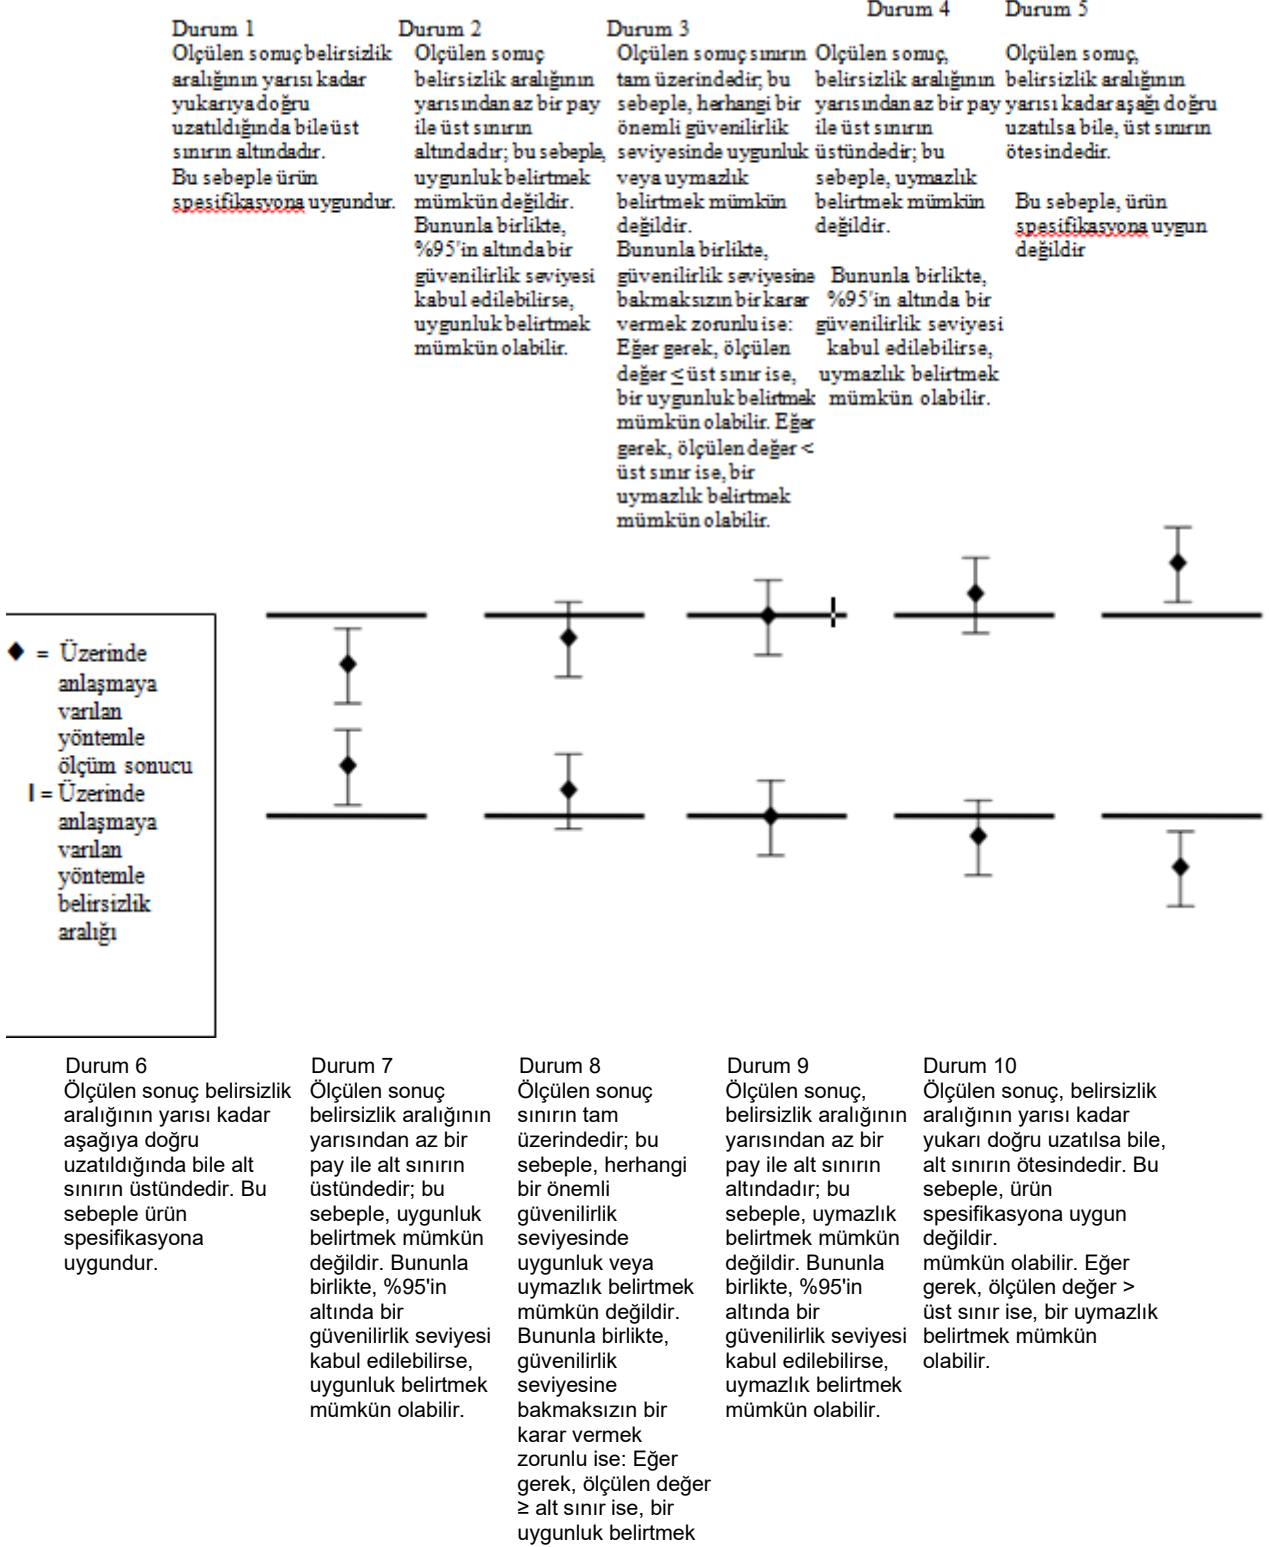 Durum 1
Ölçülen sonuç belirsizlik
aralığının yarısı kadar
yukarıya doğru
uzatıldığında bile üst
sınırın altındadır.
Bu sebeple ürün
spesifikasyona uygundur.
Durum 2
Ölçülen sonuç
belirsizlik aralığının
yarısından az bir pay
ile üst sınırın
altındadır; bu sebeple,
uygunluk belirtmek
mümkün değildir.
Bununla birlikte,
%95'in altında bir
güvenilirlik seviyesi
kabul edilebilirse,
uygunluk belirtmek
mümkün olabilir.
Durum 3
Ölçülen sonuç sınırın
tam üzerindedir; bu
sebeple, herhangi bir
önemli güvenilirlik
seviyesinde uygunluk
veya uymazlık
belirtmek mümkün
değildir.
Bununla birlikte,
güvenilirlik seviyesine
bakmaksızın bir karar
vermek zorunlu ise:
Eğer gerek, ölçülen
değer ≤ üst sınır ise,
bir uygunluk belirtmek
mümkün olabilir. Eğer
gerek, ölçülen değer <
üst sınır ise, bir
uymazlık belirtmek
mümkün olabilir.
Durum 4
Ölçülen sonuç,
belirsizlik aralığının
yarısından az bir pay
ile üst sınırın
üstündedir; bu
sebeple, uymazlık
belirtmek mümkün
değildir.
Bununla birlikte,
%95'in altında bir
güvenilirlik seviyesi
kabul edilebilirse,
uymazlık belirtmek
mümkün olabilir.
Durum 5
Ölçülen sonuç,
belirsizlik aralığının
yarısı kadar aşağı doğru
uzatılsa bile, üst sınırın
ötesindedir.
Bu sebeple, ürün
spesifikasyona uygun
değildir
♦ = Üzerinde
anlaşmaya
varılan
yöntemle
ölçüm sonucu
I = Üzerinde
anlaşmaya
varılan
yöntemle
belirsizlik
aralığı
Durum 6
Ölçülen sonuç belirsizlik
aralığının yarısı kadar
aşağıya doğru
uzatıldığında bile alt
sınırın üstündedir. Bu
sebeple ürün
spesifikasyona
uygundur.
Durum 7
Ölçülen sonuç
belirsizlik aralığının
yarısından az bir
pay ile alt sınırın
üstündedir; bu
sebeple, uygunluk
belirtmek mümkün
değildir. Bununla
birlikte, %95'in
altında bir
güvenilirlik seviyesi
kabul edilebilirse,
uygunluk belirtmek
mümkün olabilir.
Durum 8
Ölçülen sonuç
sınırın tam
üzerindedir; bu
sebeple, herhangi
bir önemli
güvenilirlik
seviyesinde
uygunluk veya
uymazlık belirtmek
mümkün değildir.
Bununla birlikte,
güvenilirlik
seviyesine
bakmaksızın bir
karar vermek
zorunlu ise: Eğer
gerek, ölçülen değer
≥ alt sınır ise, bir
uygunluk belirtmek
Durum 9
Ölçülen sonuç,
belirsizlik aralığının
yarısından az bir
pay ile alt sınırın
altındadır; bu
sebeple, uymazlık
belirtmek mümkün
değildir. Bununla
birlikte, %95'in
altında bir
güvenilirlik seviyesi
kabul edilebilirse,
uymazlık belirtmek
mümkün olabilir.
Durum 10
Ölçülen sonuç, belirsizlik
aralığının yarısı kadar
yukarı doğru uzatılsa bile,
alt sınırın ötesindedir. Bu
sebeple, ürün
spesifikasyona uygun
değildir.
mümkün olabilir. Eğer
gerek, ölçülen değer >
üst sınır ise, bir uymazlık
belirtmek mümkün
olabilir.